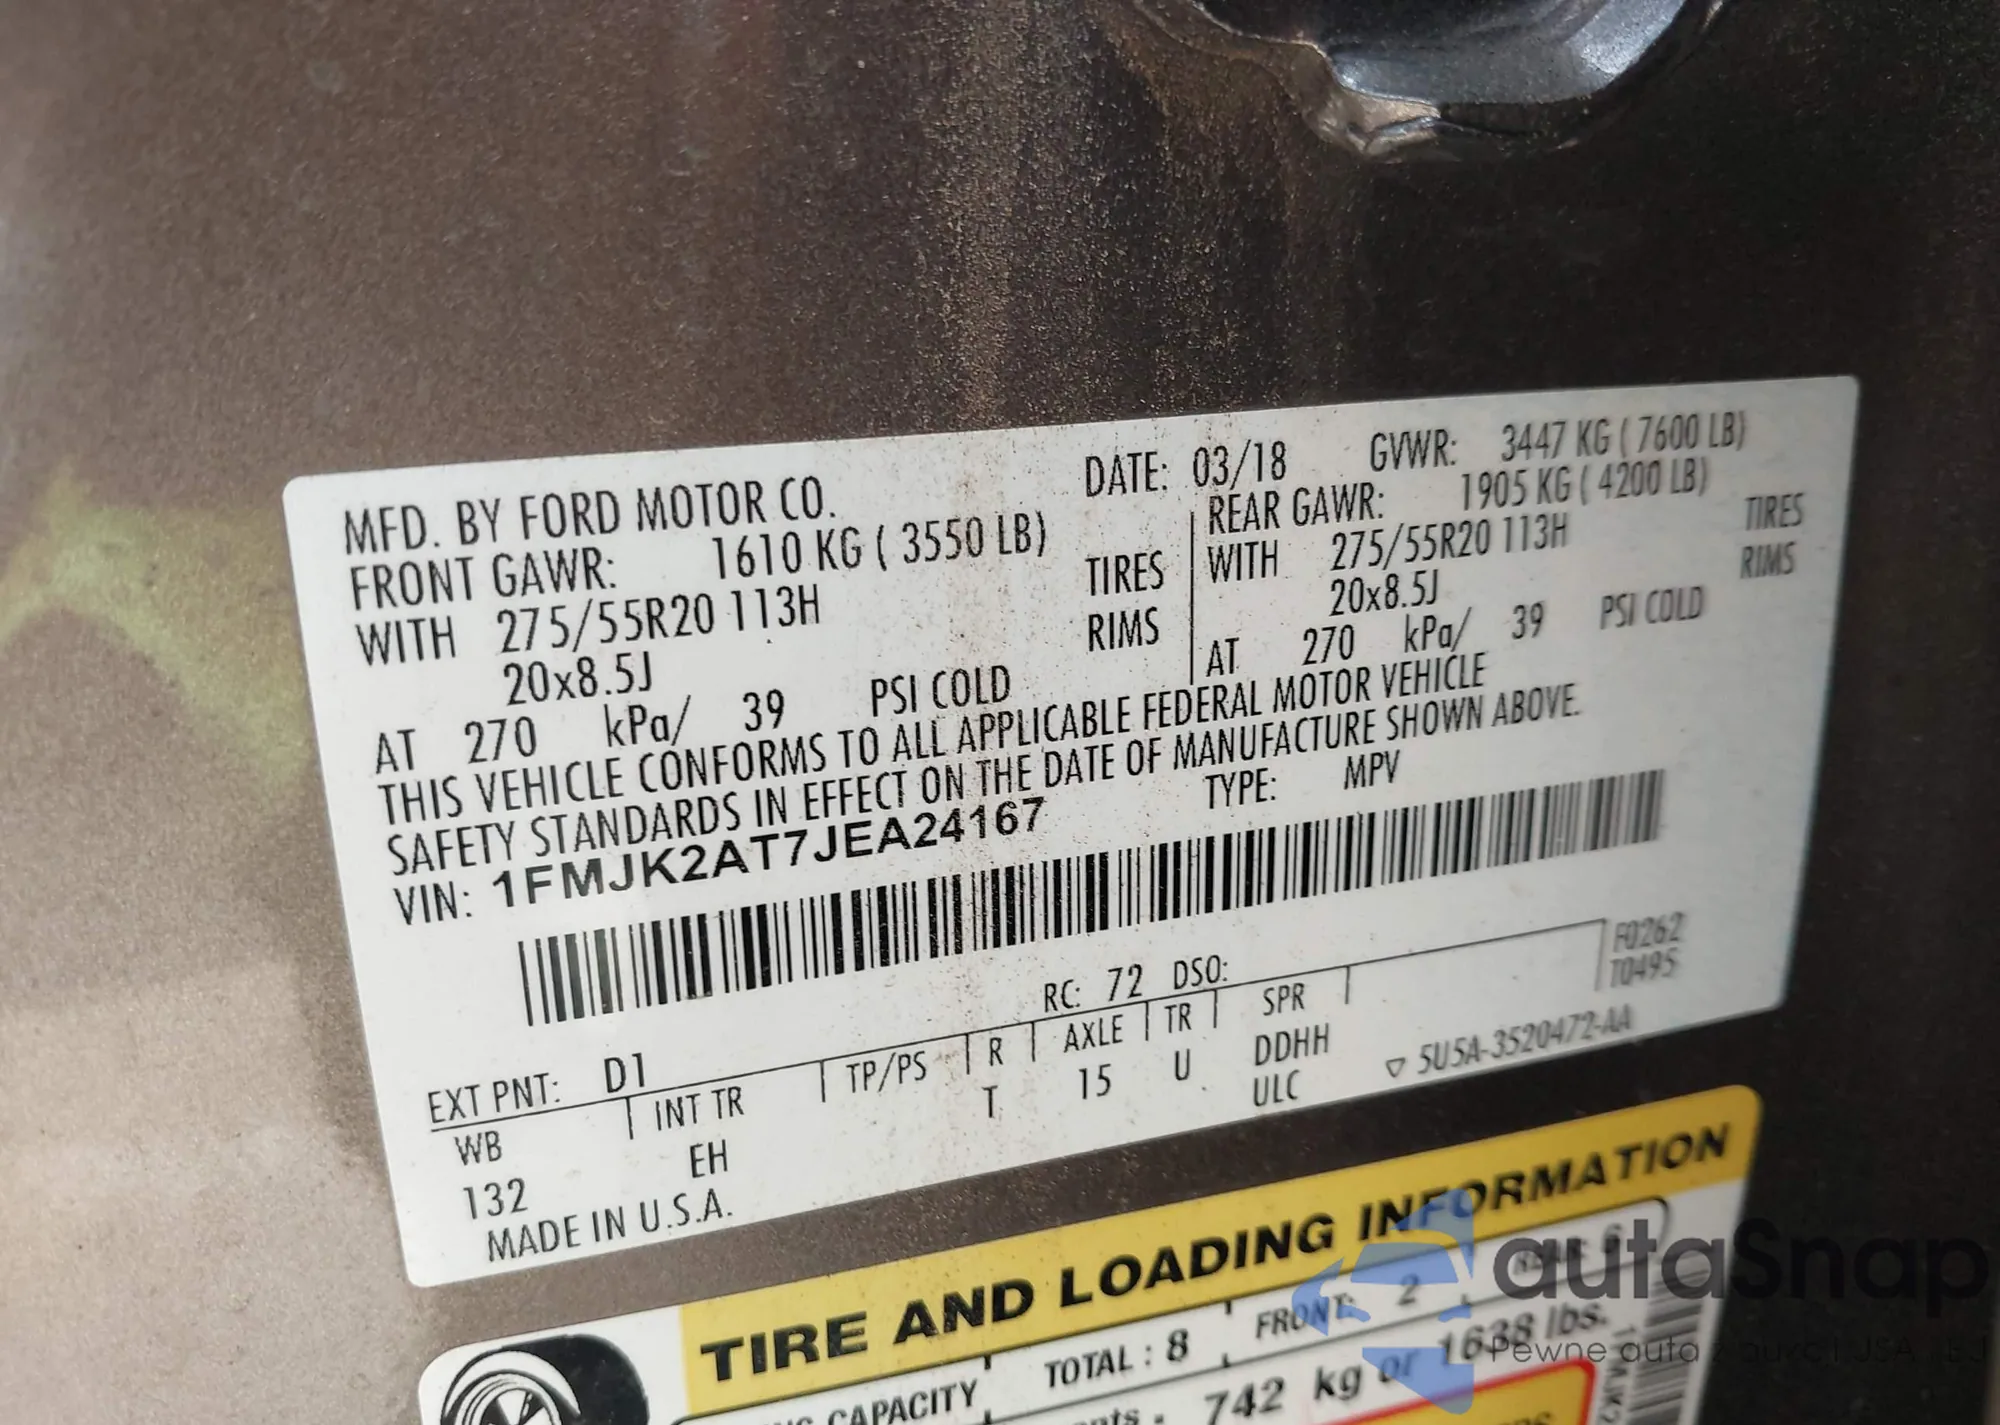 MFD. BY FORD MOTOR CO. DATE: 03/18 GVWR: 3447 KG ( 7600 LB)
FRONT GAWR: 1610 KG ( 3550 LB) REAR GAWR: 1905 KG ( 4200 LB)
WITH 275/55R20 113H TIRES WITH 275/55R20 113H TIRES
20x8.5J RIMS 20x8.5J RIMS
AT 270 kPa/ 39 PSI COLD AT 270 kPa/ 39 PSI COLD
THIS VEHICLE CONFORMS TO ALL APPLICABLE FEDERAL MOTOR VEHICLE
SAFETY STANDARDS IN EFFECT ON THE DATE OF MANUFACTURE SHOWN ABOVE.
VIN: 1FMJK2AT7JEA24167 TYPE: MPV
F0262
T0495
EXT PNT: D1 RC: 72 DSO:
WB INT TR TP/PS R AXLE TR SPR
132 EH T 15 U DDHH
ULC
MADE IN U.S.A. 5U5A-3520472-AA
TIRE AND LOADING INFORMATION
CAPACITY TOTAL : 8 FRONT: 2
742 kg or 1638 lbs.
autaSnap
Pewne auta z aukcji USA i EU